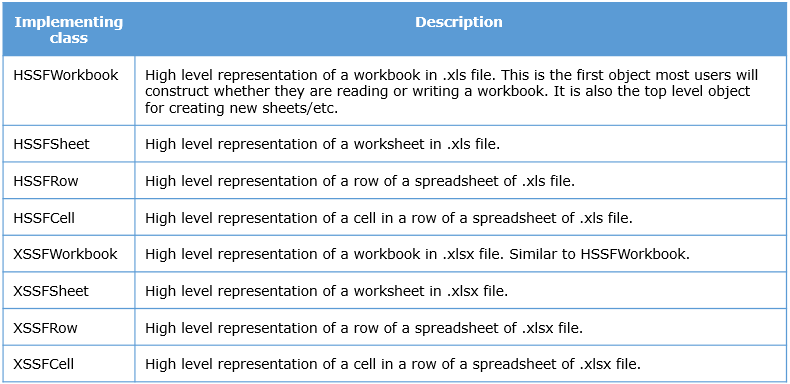 Implementing
class
Description
HSSFWorkbook
High level representation of a workbook in .xls file. This is the first object most users will
construct whether they are reading or writing a workbook. It is also the top level object
for creating new sheets/etc.
HSSFSheet
High level representation of a worksheet in .xls file.
HSSFRow
High level representation of a row of a spreadsheet of .xls file.
HSSFCell
High level representation of a cell in a row of a spreadsheet of .xls file.
XSSFWorkbook
High level representation of a workbook in .xlsx file. Similar to HSSFWorkbook.
XSSFSheet
High level representation of a worksheet in .xlsx file.
XSSFRow
High level representation of a row of a spreadsheet of .xlsx file.
XSSFCell
High level representation of a cell in a row of a spreadsheet of .xlsx file.